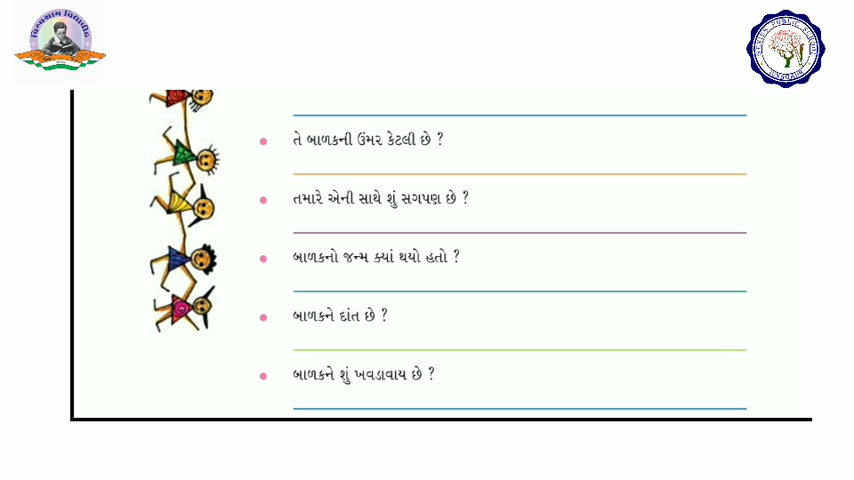 તે બાળકની ઉંમર કેટલી છે ?
તમારે એની સાથે શું સગપણ છે ?
બાળકનો જન્મ ક્યાં થયો હતો ?
બાળકને દાંત છે ?
બાળકને શું ખવડાવાય છે ?